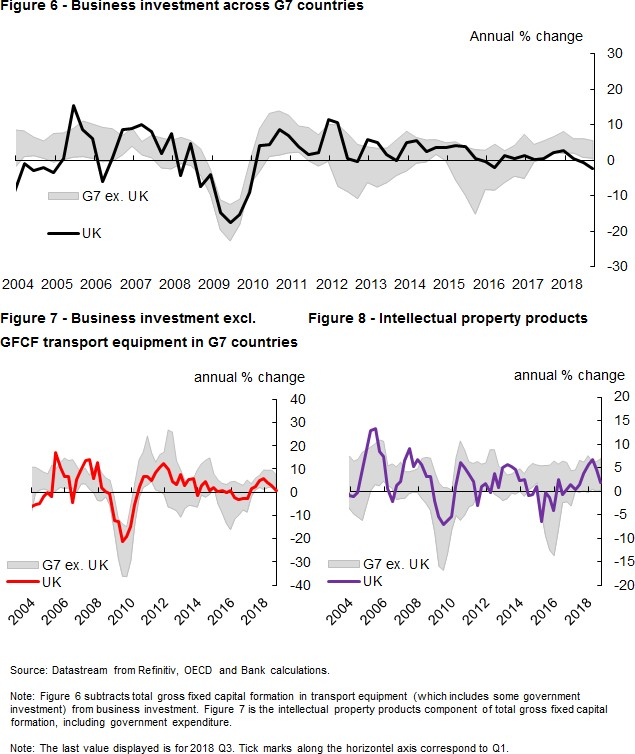 Figure 6 - Business investment across G7 countries
Annual % change
30
20
10
0
-10
-20
-30
G7 ex. UK
UK
2004 2005 2006 2007 2008 2009 2010 2011 2012 2013 2014 2015 2016 2017 2018
Figure 7 - Business investment excl.
GFCF transport equipment in G7 countries
annual % change
40
30
20
10
0
-10
-20
-30
-40
G7 ex. UK
UK
2004 2006 2008 2010 2012 2014 2016 2018
Figure 8 - Intellectual property products
annual % change
20
15
10
5
0
-5
-10
-15
-20
G7 ex. UK
UK
2004 2006 2008 2010 2012 2014 2016 2018
Source: Datastream from Refinitiv, OECD and Bank calculations.
Note: Figure 6 subtracts total gross fixed capital formation in transport equipment (which includes some government
investment) from business investment. Figure 7 is the intellectual property products component of total gross fixed capital
formation, including government expenditure.
Note: The last value displayed is for 2018 Q3. Tick marks along the horizontel axis correspond to Q1.